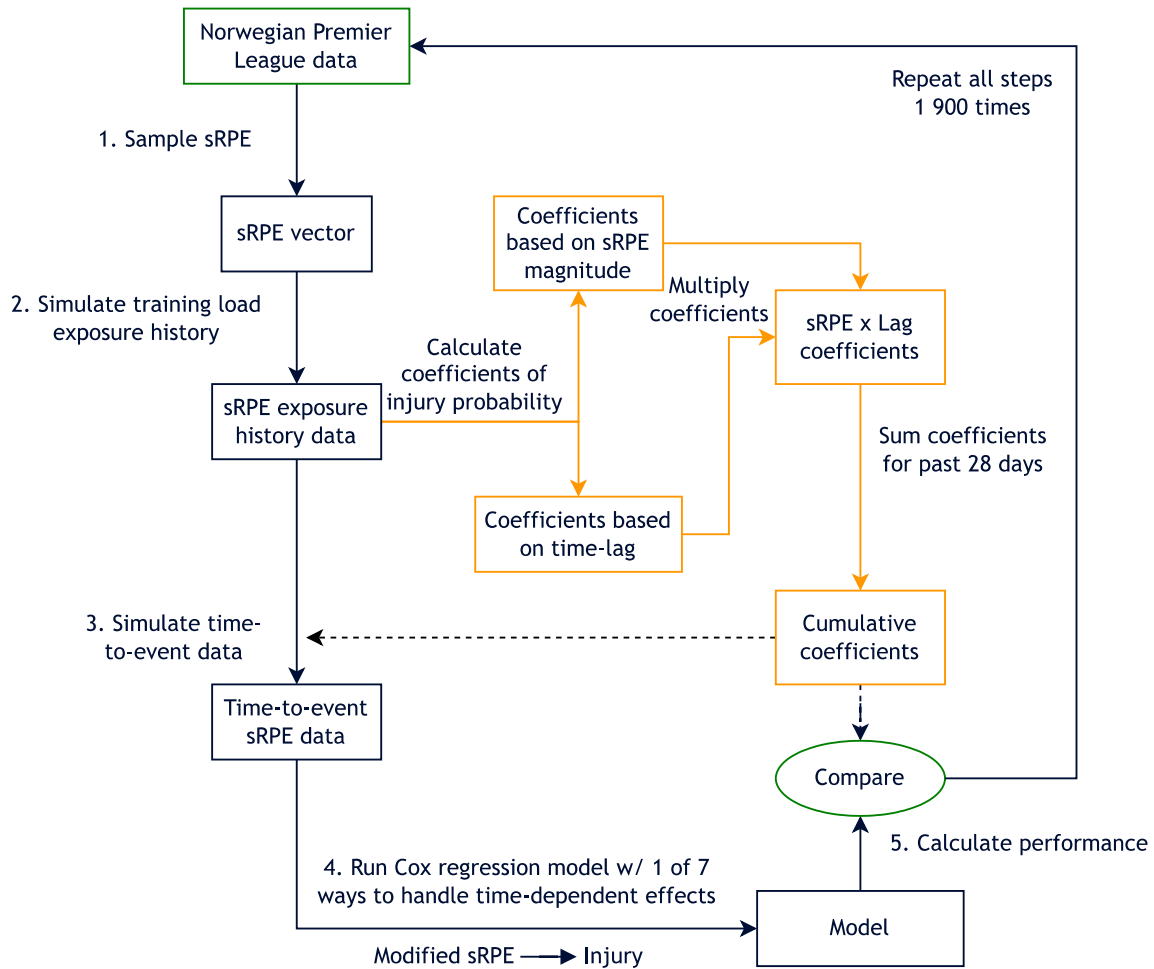 Norwegian Premier
League data
Repeat all steps
1 900 times
1. Sample sRPE
sRPE vector
Coefficients
based on sRPE
magnitude
2. Simulate training load
exposure history
Multiply
coefficients
sRPE x Lag
coefficients
Calculate
coefficients of
injury probability
sRPE exposure
history data
Sum coefficients
for past 28 days
Coefficients based
on time-lag
3. Simulate time-
to-event data
Cumulative
coefficients
Time-to-event
sRPE data
Compare
5. Calculate performance
4. Run Cox regression model w/ 1 of 7
ways to handle time-dependent effects
Model
Modified sRPE
Injury